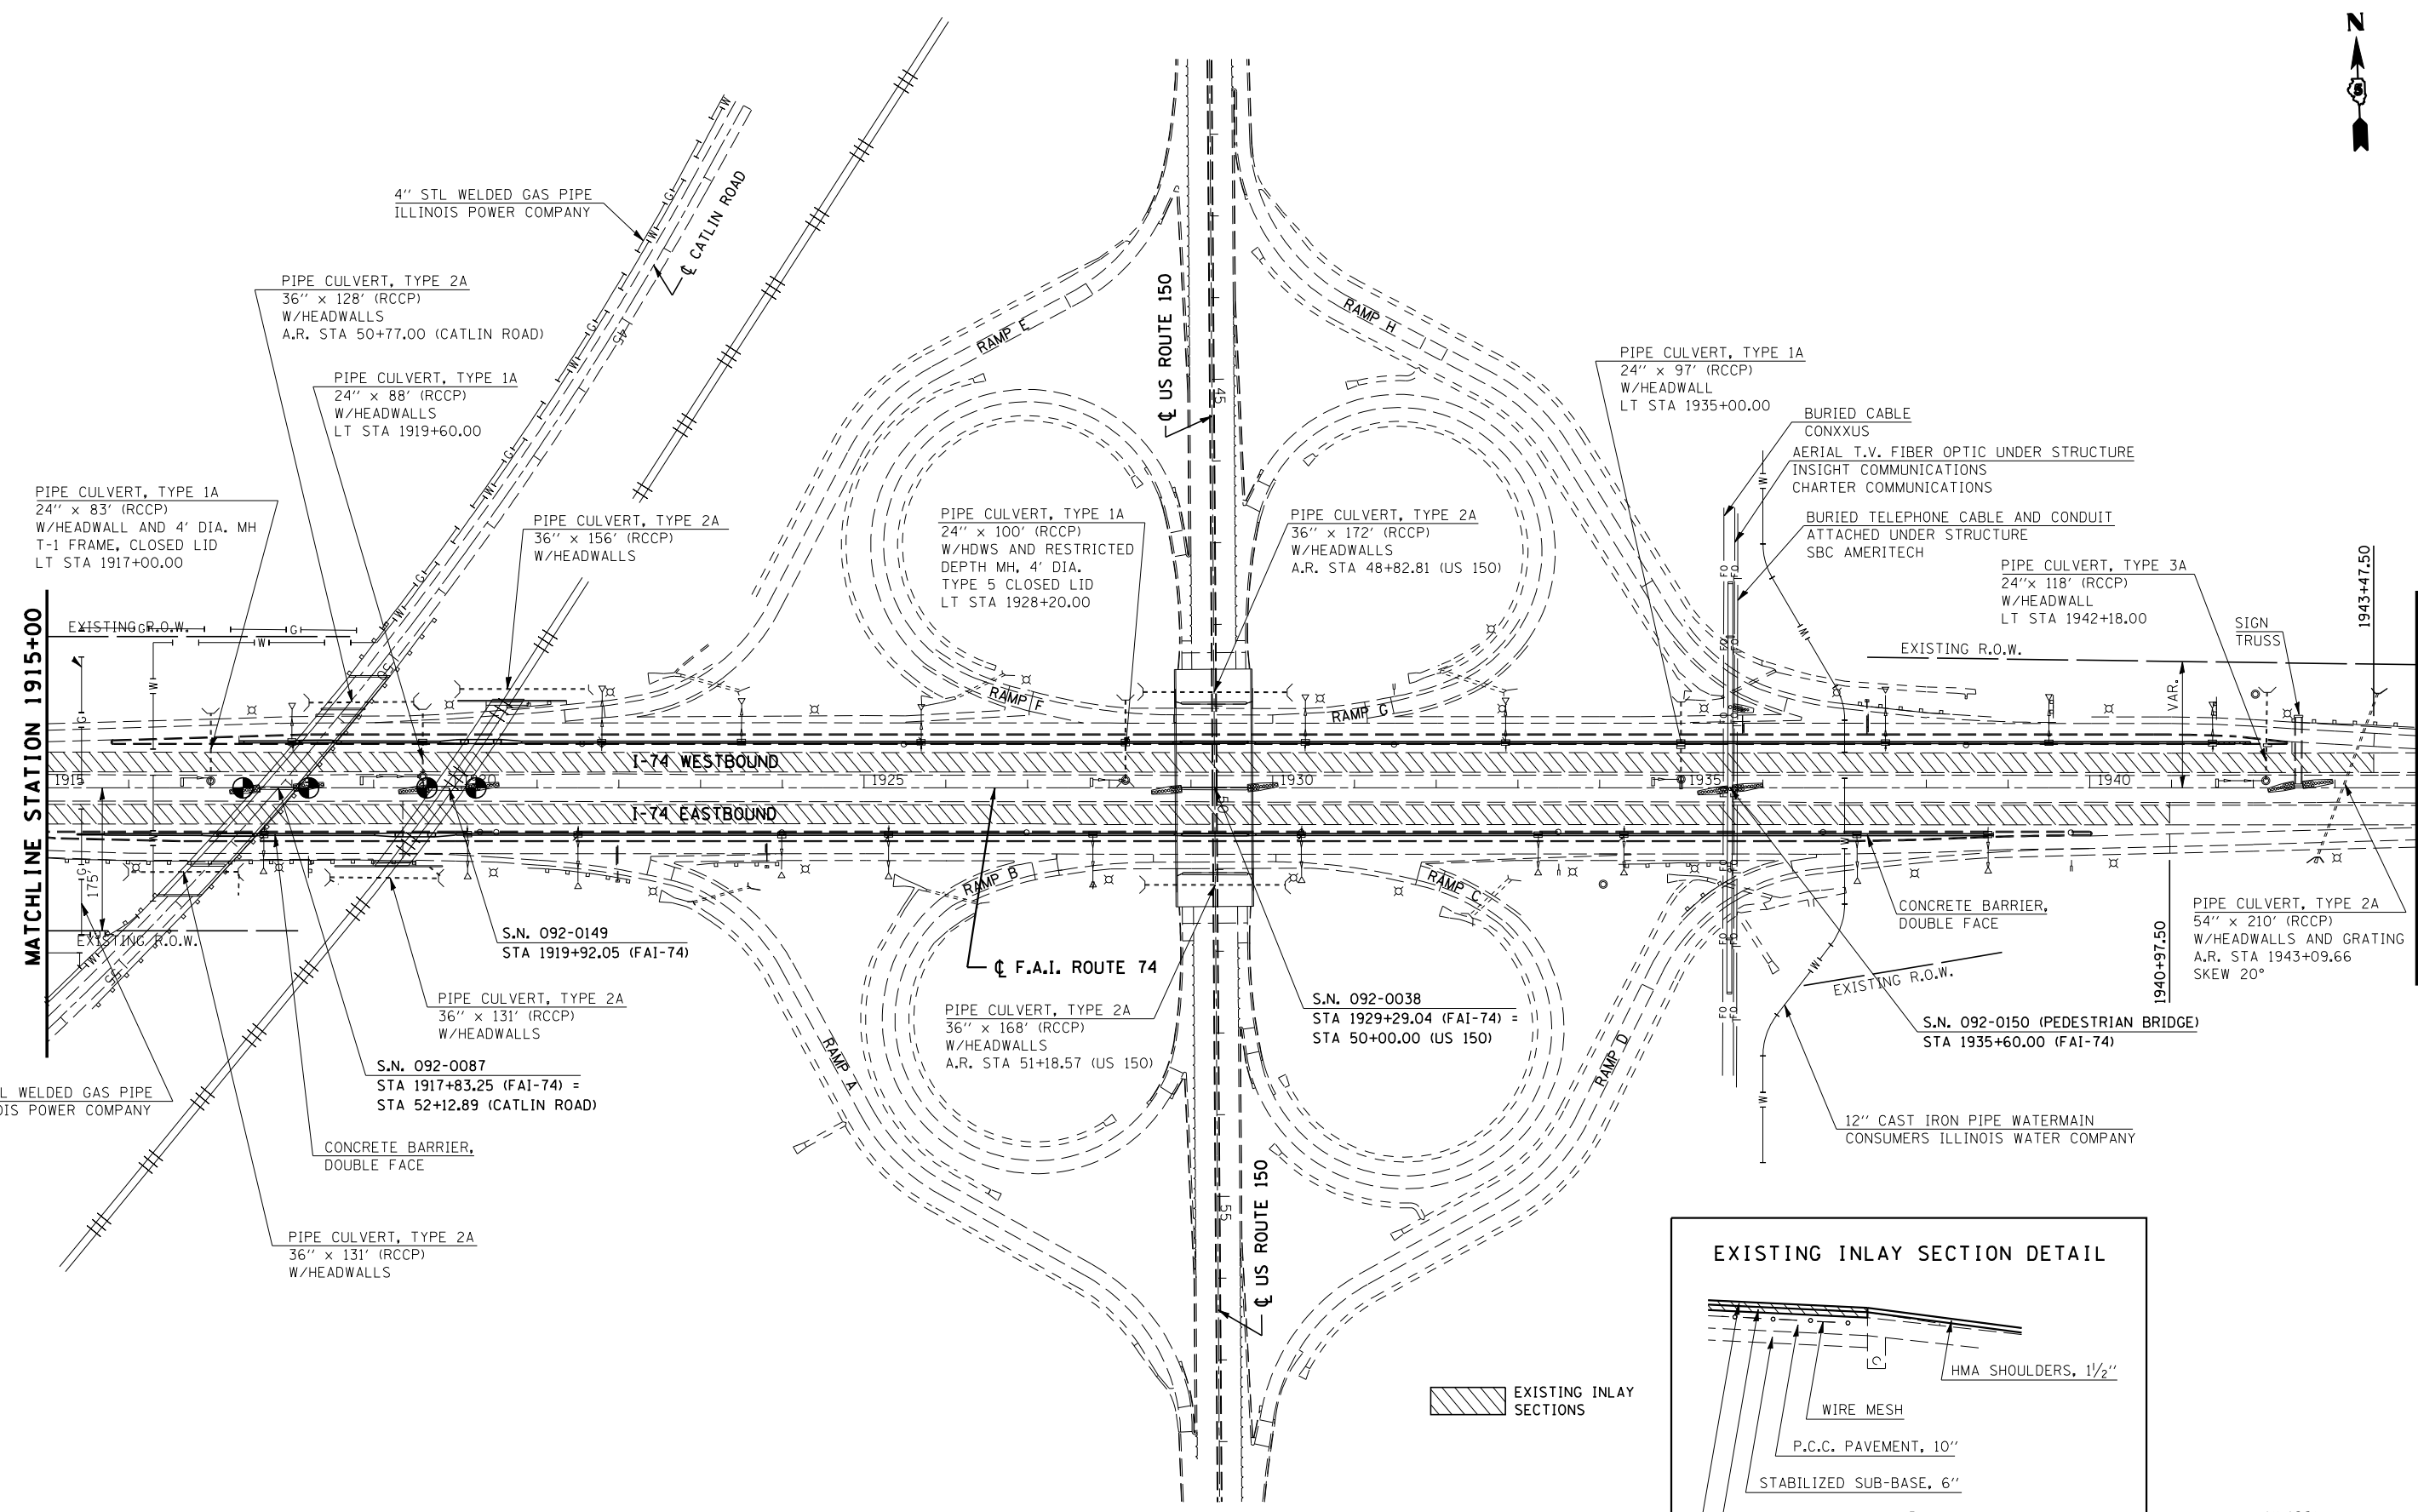 N
5
4'' STL WELDED GAS PIPE
ILLINOIS POWER COMPANY
℄ CATLIN ROAD
PIPE CULVERT, TYPE 2A
36'' x 128' (RCCP)
W/HEADWALLS
A.R. STA 50+77.00 (CATLIN ROAD)
PIPE CULVERT, TYPE 1A
24'' x 88' (RCCP)
W/HEADWALLS
LT STA 1919+60.00
PIPE CULVERT, TYPE 1A
24'' x 83' (RCCP)
W/HEADWALL AND 4' DIA. MH
T-1 FRAME, CLOSED LID
LT STA 1917+00.00
PIPE CULVERT, TYPE 2A
36'' x 156' (RCCP)
W/HEADWALLS
PIPE CULVERT, TYPE 1A
24'' x 100' (RCCP)
W/HDWS AND RESTRICTED
DEPTH MH, 4' DIA.
TYPE 5 CLOSED LID
LT STA 1928+20.00
PIPE CULVERT, TYPE 2A
36'' x 172' (RCCP)
W/HEADWALLS
A.R. STA 48+82.81 (US 150)
℄ US ROUTE 150
RAMP E
RAMP H
45
45
PIPE CULVERT, TYPE 1A
24'' x 97' (RCCP)
W/HEADWALL
LT STA 1935+00.00
BURIED CABLE
CONXXUS
AERIAL T.V. FIBER OPTIC UNDER STRUCTURE
INSIGHT COMMUNICATIONS
CHARTER COMMUNICATIONS
BURIED TELEPHONE CABLE AND CONDUIT
ATTACHED UNDER STRUCTURE
SBC AMERITECH
PIPE CULVERT, TYPE 3A
24''x 118' (RCCP)
W/HEADWALL
LT STA 1942+18.00
SIGN
TRUSS
1943+47.50
MATCHLINE STATION 1915+00
EXISTING R.O.W.
EXISTING R.O.W.
VAR.
RAMP F
RAMP G
50
I-74 WESTBOUND
1915
1920
1925
1930
1935
1940
50
I-74 EASTBOUND
175'
RAMP B
RAMP C
EXISTING R.O.W.
55
S.N. 092-0149
STA 1919+92.05 (FAI-74)
℄ F.A.I. ROUTE 74
CONCRETE BARRIER,
DOUBLE FACE
1940+97.50
PIPE CULVERT, TYPE 2A
54'' x 210' (RCCP)
W/HEADWALLS AND GRATING
A.R. STA 1943+09.66
SKEW 20°
EXISTING R.O.W.
PIPE CULVERT, TYPE 2A
36'' x 131' (RCCP)
W/HEADWALLS
PIPE CULVERT, TYPE 2A
36'' x 168' (RCCP)
W/HEADWALLS
A.R. STA 51+18.57 (US 150)
S.N. 092-0038
STA 1929+29.04 (FAI-74) =
STA 50+00.00 (US 150)
S.N. 092-0150 (PEDESTRIAN BRIDGE)
STA 1935+60.00 (FAI-74)
RAMP A
RAMP D
S.N. 092-0087
STA 1917+83.25 (FAI-74) =
STA 52+12.89 (CATLIN ROAD)
L WELDED GAS PIPE
OIS POWER COMPANY
12'' CAST IRON PIPE WATERMAIN
CONSUMERS ILLINOIS WATER COMPANY
CONCRETE BARRIER,
DOUBLE FACE
PIPE CULVERT, TYPE 2A
36'' x 131' (RCCP)
W/HEADWALLS
55
℄ US ROUTE 150
EXISTING INLAY
SECTIONS
EXISTING INLAY SECTION DETAIL
HMA SHOULDERS, 1½''
WIRE MESH
P.C.C. PAVEMENT, 10''
STABILIZED SUB-BASE, 6''